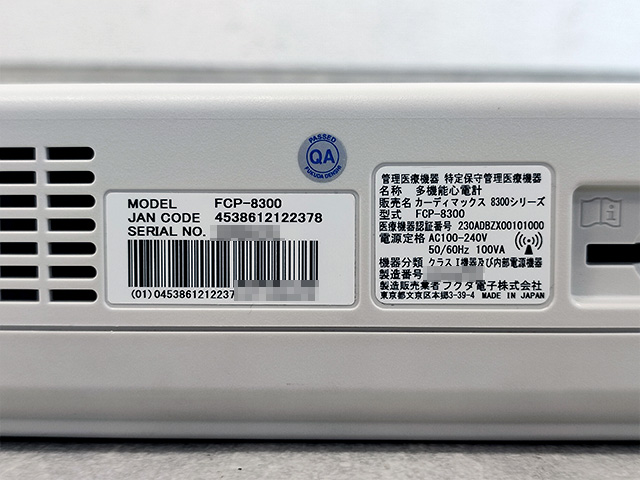 PASSED
QA
FUKUDA DENSHI
MODEL FCP-8300
JAN CODE 4538612122378
SERIAL NO.
(01)0453861212237
管理医療機器 特定保守管理医療機器
名称 多機能心電計
販売名 カーディマックス 8300シリーズ
型式 FCP-8300
医療機器認証番号 230ADBZX00101000
電源定格 AC100-240V
50/60Hz 100VA
機器分類 クラスⅠ機器及び内部電源機器
製造番号
製造販売業者 フクダ電子株式会社
東京都文京区本郷3-39-4 MADE IN JAPAN